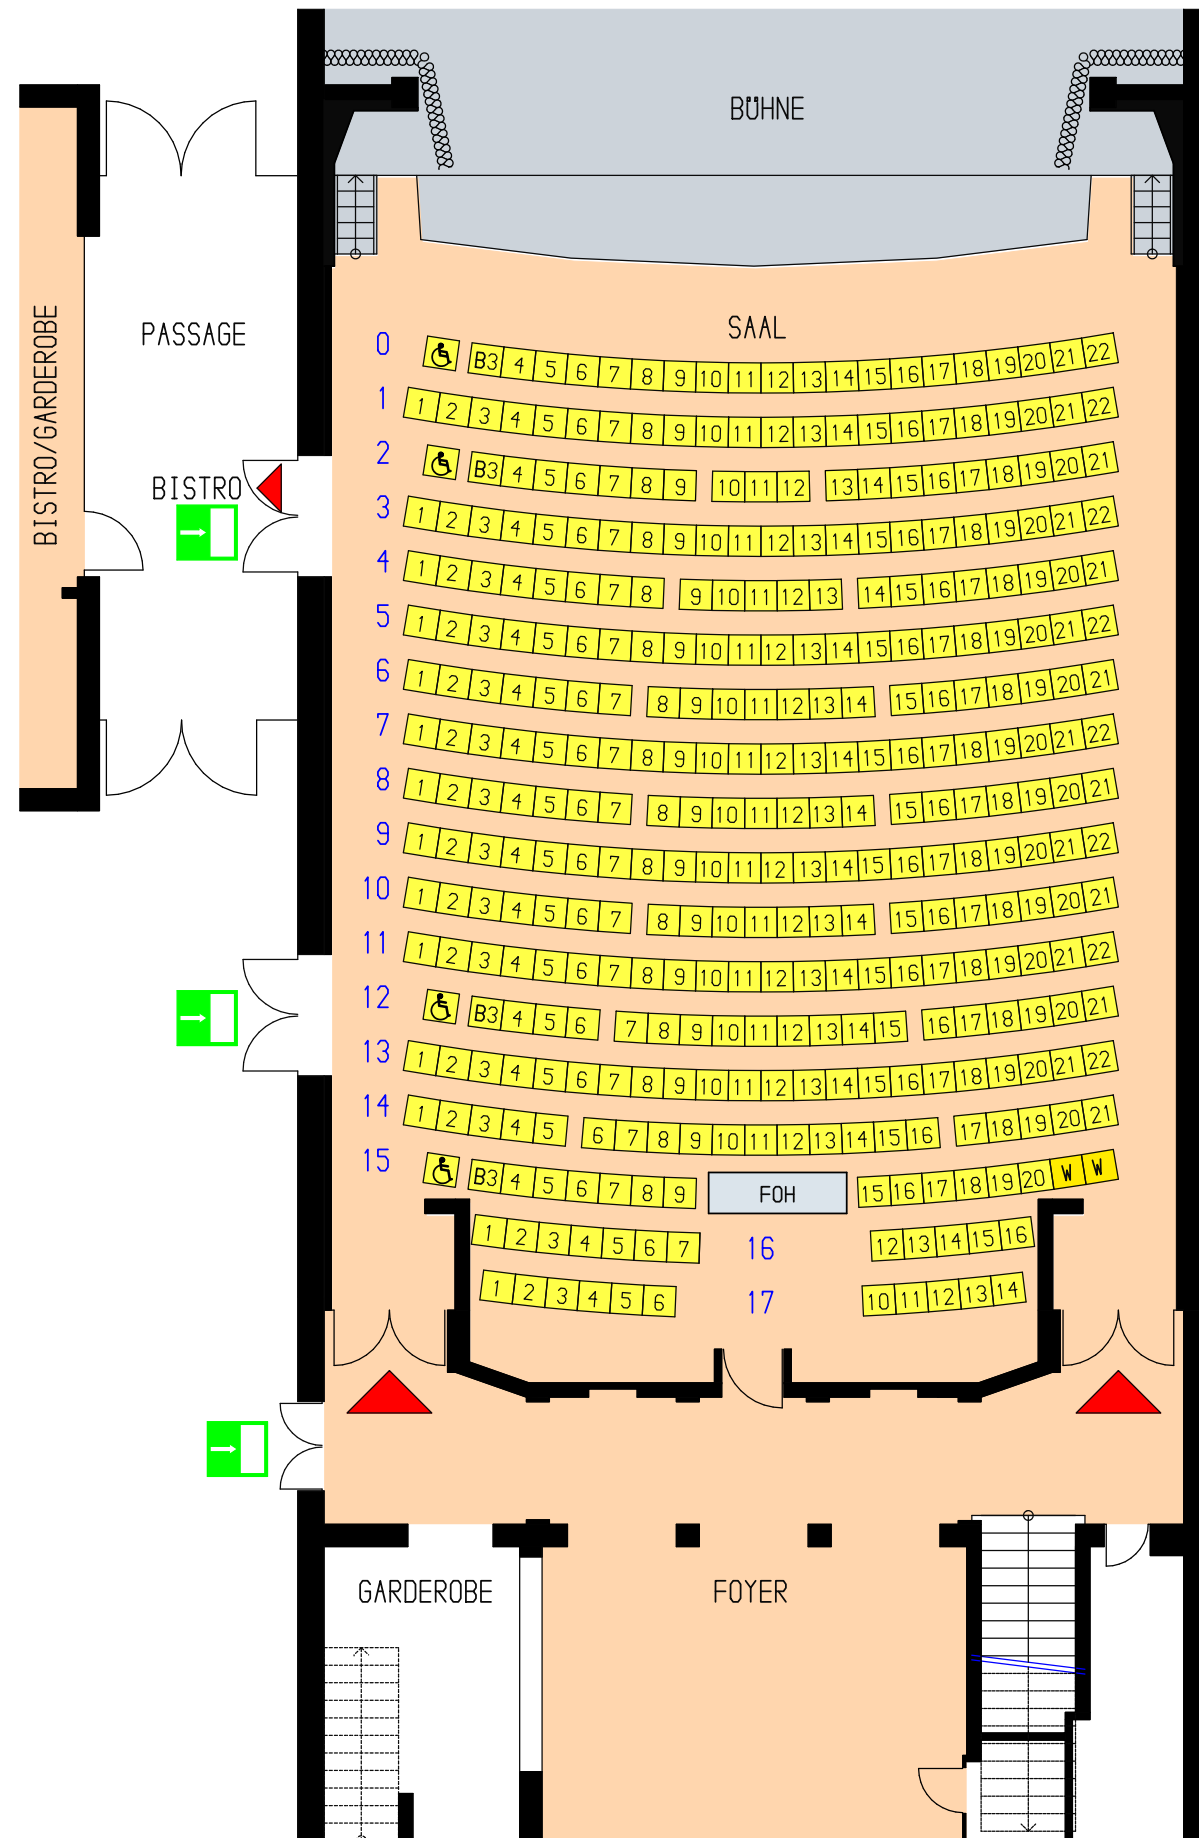 BÜHNE
SAAL
PASSAGE
BISTRO/GARDEROBE
BISTRO
0 B3 4 5 6 7 8 9 10 11 12 13 14 15 16 17 18 19 20 21 22
1 1 2 3 4 5 6 7 8 9 10 11 12 13 14 15 16 17 18 19 20 21 22
2 B3 4 5 6 7 8 9 10 11 12 13 14 15 16 17 18 19 20 21
3 1 2 3 4 5 6 7 8 9 10 11 12 13 14 15 16 17 18 19 20 21 22
4 1 2 3 4 5 6 7 8 9 10 11 12 13 14 15 16 17 18 19 20 21
5 1 2 3 4 5 6 7 8 9 10 11 12 13 14 15 16 17 18 19 20 21 22
6 1 2 3 4 5 6 7 8 9 10 11 12 13 14 15 16 17 18 19 20 21
7 1 2 3 4 5 6 7 8 9 10 11 12 13 14 15 16 17 18 19 20 21 22
8 1 2 3 4 5 6 7 8 9 10 11 12 13 14 15 16 17 18 19 20 21
9 1 2 3 4 5 6 7 8 9 10 11 12 13 14 15 16 17 18 19 20 21 22
10 1 2 3 4 5 6 7 8 9 10 11 12 13 14 15 16 17 18 19 20 21
11 1 2 3 4 5 6 7 8 9 10 11 12 13 14 15 16 17 18 19 20 21 22
12 B3 4 5 6 7 8 9 10 11 12 13 14 15 16 17 18 19 20 21
13 1 2 3 4 5 6 7 8 9 10 11 12 13 14 15 16 17 18 19 20 21 22
14 1 2 3 4 5 6 7 8 9 10 11 12 13 14 15 16 17 18 19 20 21
15 B3 4 5 6 7 8 9 FOH 15 16 17 18 19 20 W W
1 2 3 4 5 6 7 16 12 13 14 15 16
1 2 3 4 5 6 17 10 11 12 13 14
GARDEROBE
FOYER